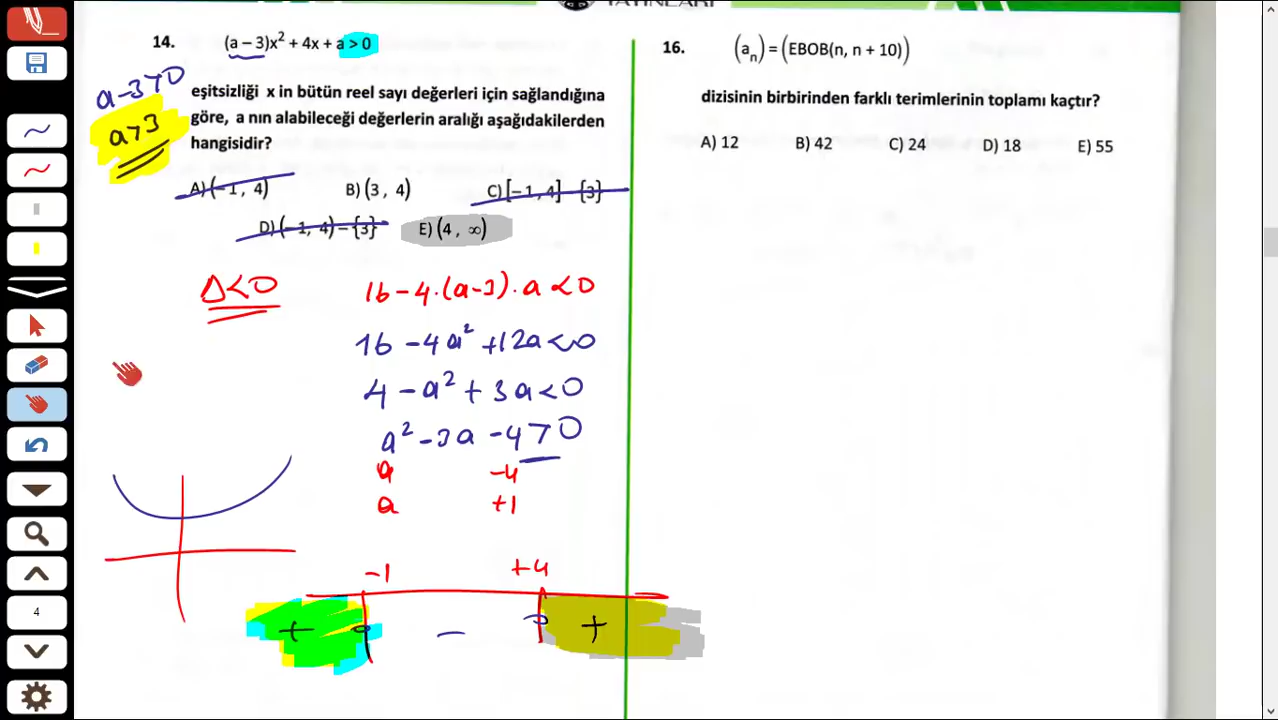 YAYINLARI
14. (a – 3)x² + 4x + a > 0
a-3>0
a>3
eşitsizliği x in bütün reel sayı değerleri için sağlandığına
göre, a nın alabileceği değerlerin aralığı aşağıdakilerden
hangisidir?
A) (– 1, 4) B) (3, 4) C) [– 1, 4] – {3}
D) (– 1, 4) – {3} E) (4, ∞)
Δ<0
16-4.(a-3).a<0
16-4a²+12a<0
4-a²+3a<0
a²-3a-4>0
a -4
a +1
-1 +4
+ - +
16. (aₙ) = (EBOB(n, n + 10))
dizisinin birbirinden farklı terimlerinin toplamı kaçtır?
A) 12 B) 42 C) 24 D) 18 E) 55
4